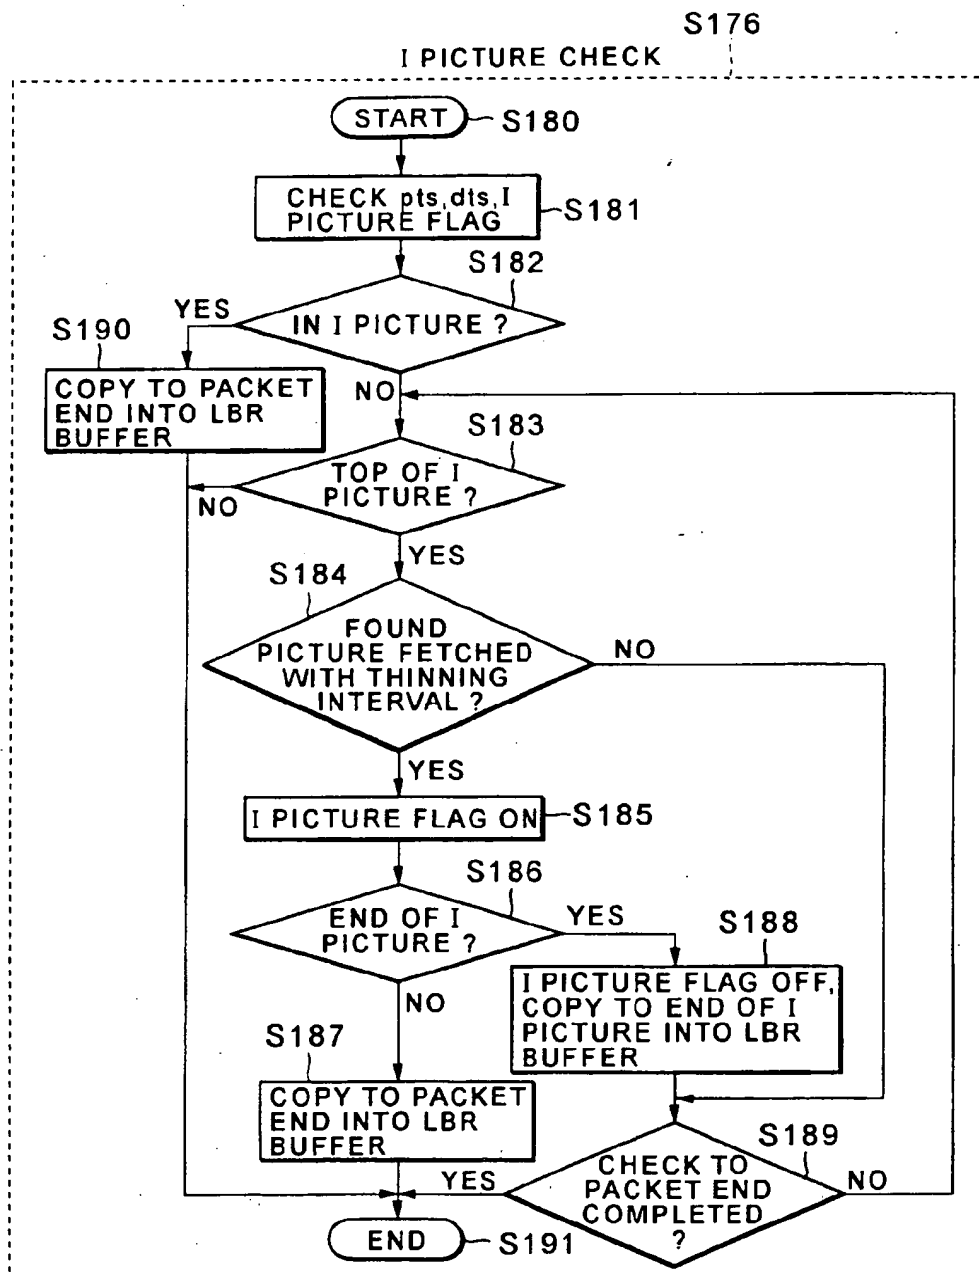 S176
I PICTURE CHECK
START
S180
CHECK pts,dts,I
PICTURE FLAG
S181
S182
IN I PICTURE ?
YES
NO
S190
COPY TO PACKET
END INTO LBR
BUFFER
S183
TOP OF I
PICTURE ?
NO
YES
S184
FOUND
PICTURE FETCHED
WITH THINNING
INTERVAL ?
NO
YES
I PICTURE FLAG ON
S185
S186
END OF I
PICTURE ?
YES
NO
S188
I PICTURE FLAG OFF,
COPY TO END OF I
PICTURE INTO LBR
BUFFER
S187
COPY TO PACKET
END INTO LBR
BUFFER
S189
CHECK TO
PACKET END
COMPLETED
?
YES
NO
END
S191